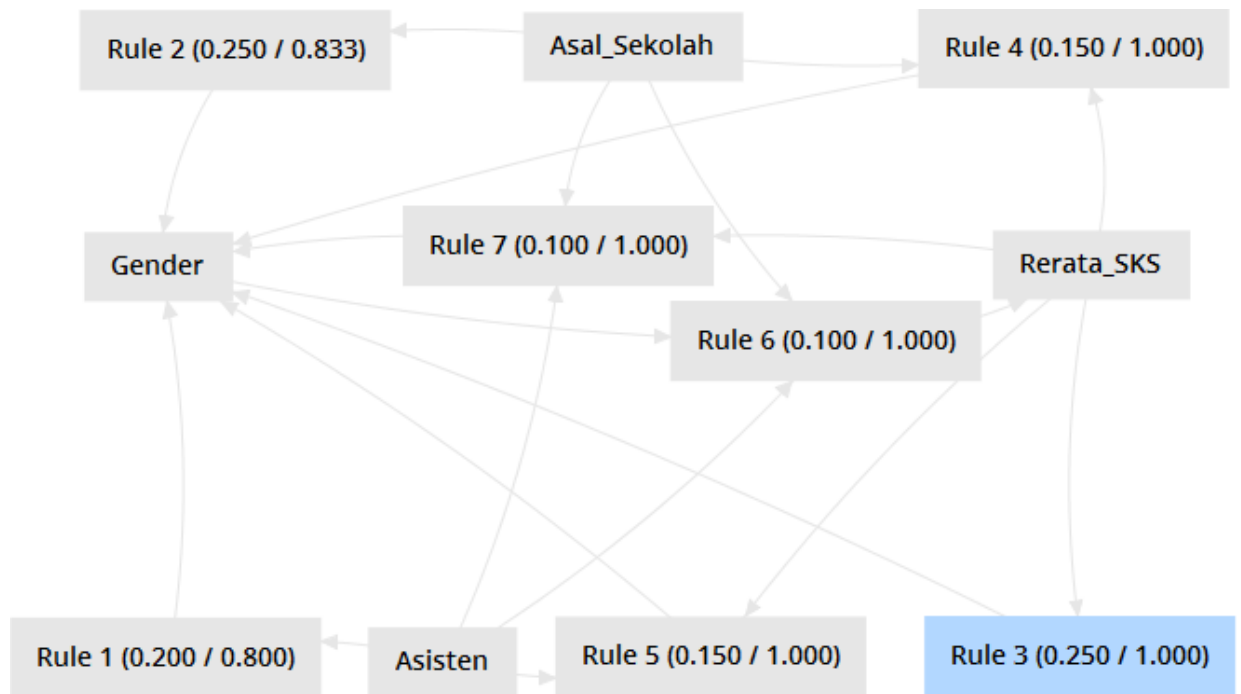 Rule 2 (0.250 / 0.833)
Asal_Sekolah
Rule 4 (0.150 / 1.000)
Gender
Rule 7 (0.100 / 1.000)
Rerata_SKS
Rule 6 (0.100 / 1.000)
Rule 1 (0.200 / 0.800)
Asisten
Rule 5 (0.150 / 1.000)
Rule 3 (0.250 / 1.000)